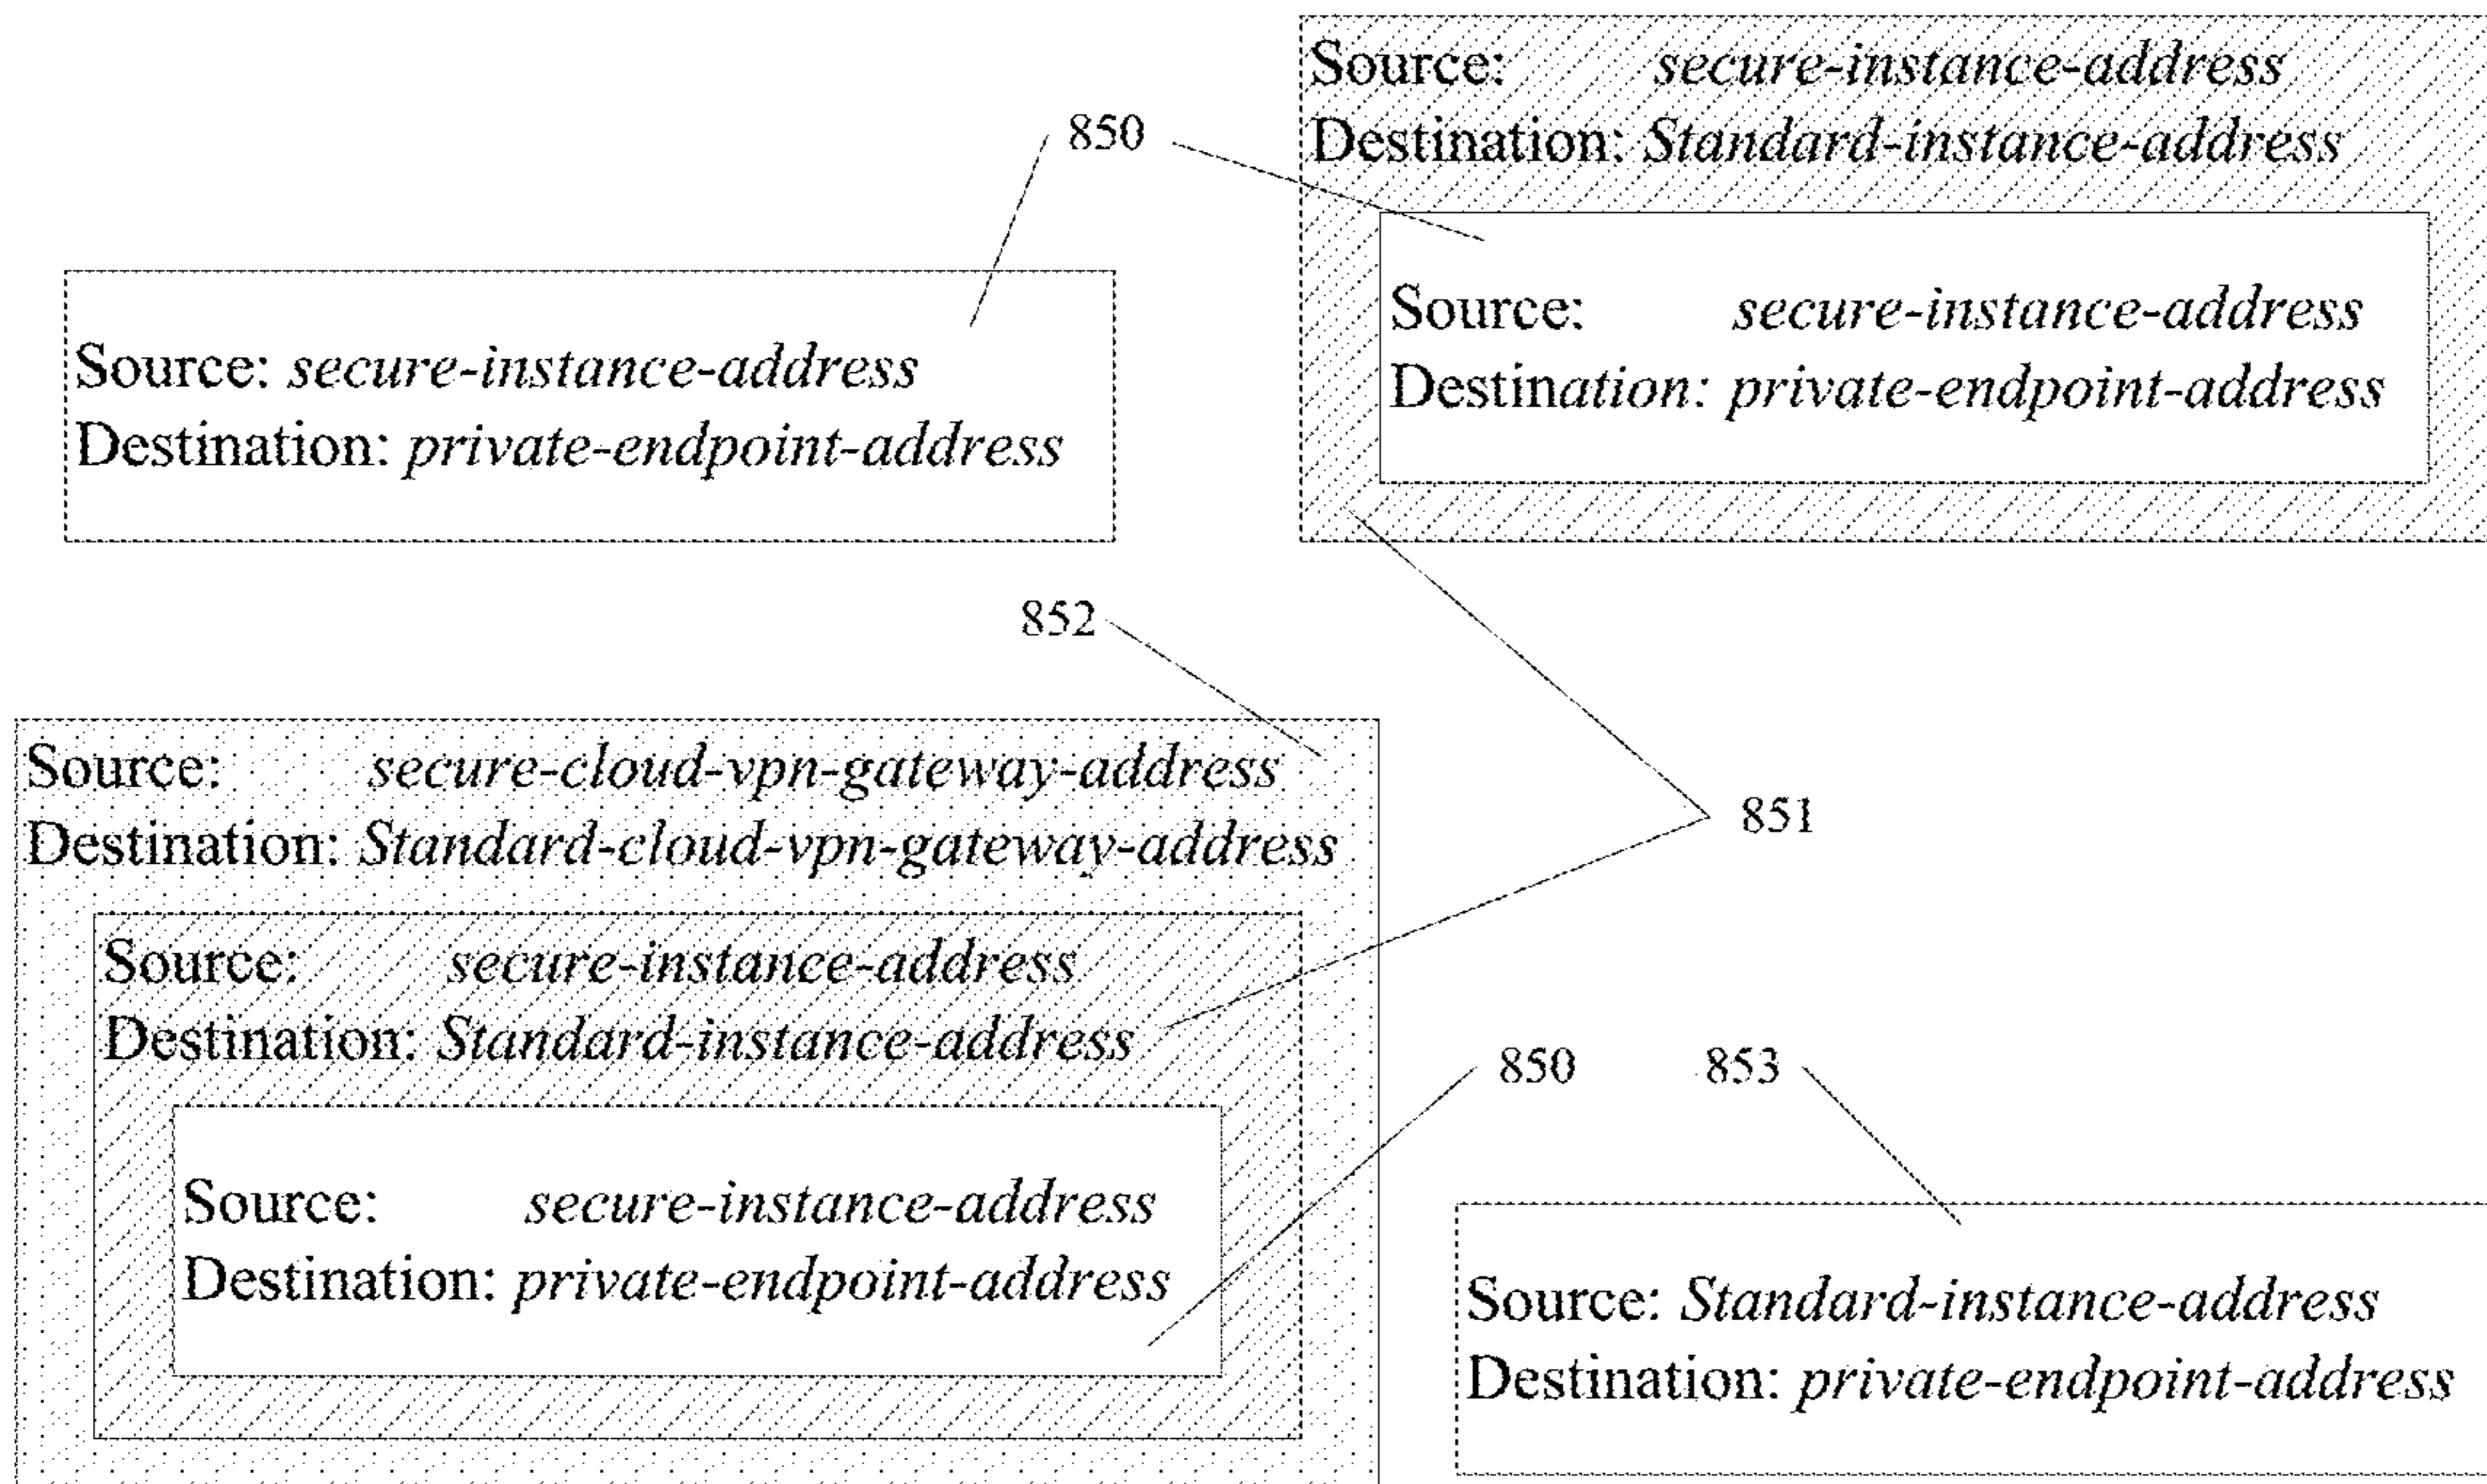 850
Source: secure-instance-address
Destination: private-endpoint-address
Source: secure-instance-address
Destination: Standard-instance-address
Source: secure-instance-address
Destination: private-endpoint-address
852
851
Source: secure-cloud-vpn-gateway-address
Destination: Standard-cloud-vpn-gateway-address
Source: secure-instance-address
Destination: Standard-instance-address
Source: secure-instance-address
Destination: private-endpoint-address
850
853
Source: Standard-instance-address
Destination: private-endpoint-address